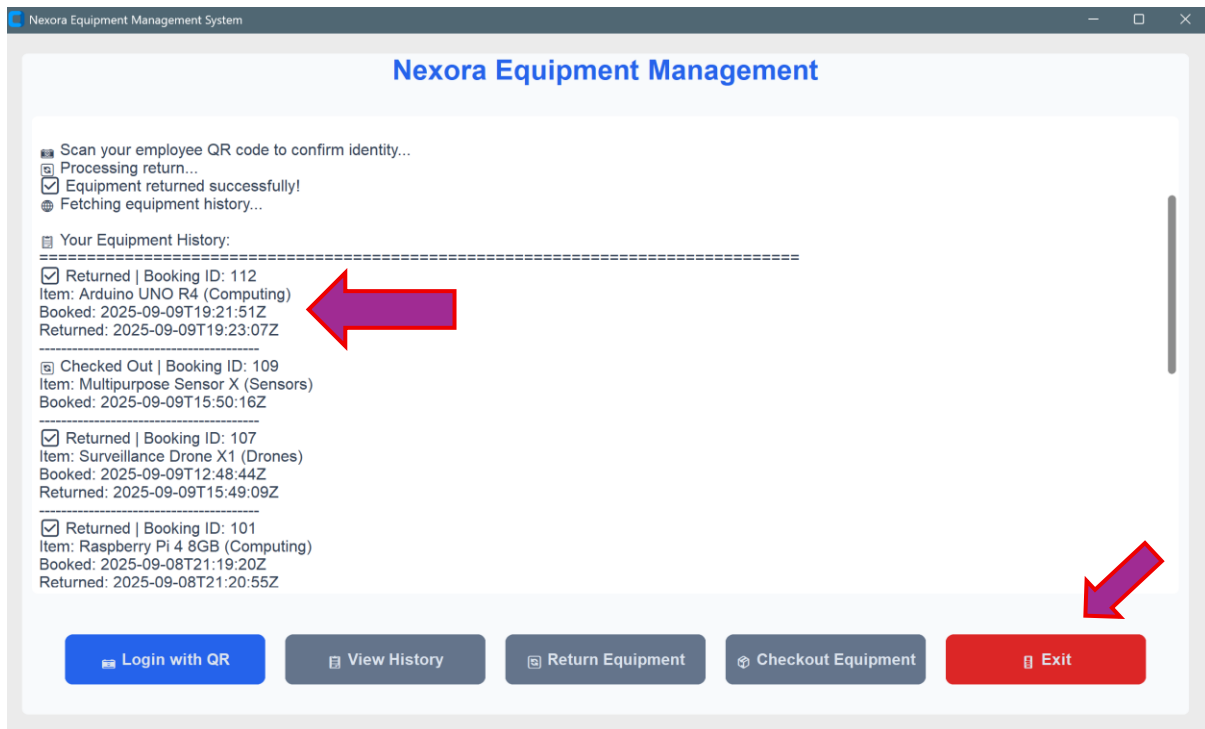 Nexora Equipment Management System
Nexora Equipment Management
Scan your employee QR code to confirm identity...
Processing return...
Equipment returned successfully!
Fetching equipment history...
Your Equipment History:
================================================================================
Returned | Booking ID: 112
Item: Arduino UNO R4 (Computing)
Booked: 2025-09-09T19:21:51Z
Returned: 2025-09-09T19:23:07Z
----------------------------------------
Checked Out | Booking ID: 109
Item: Multipurpose Sensor X (Sensors)
Booked: 2025-09-09T15:50:16Z
----------------------------------------
Returned | Booking ID: 107
Item: Surveillance Drone X1 (Drones)
Booked: 2025-09-09T12:48:44Z
Returned: 2025-09-09T15:49:09Z
----------------------------------------
Returned | Booking ID: 101
Item: Raspberry Pi 4 8GB (Computing)
Booked: 2025-09-08T21:19:20Z
Returned: 2025-09-08T21:20:55Z
Login with QR
View History
Return Equipment
Checkout Equipment
Exit